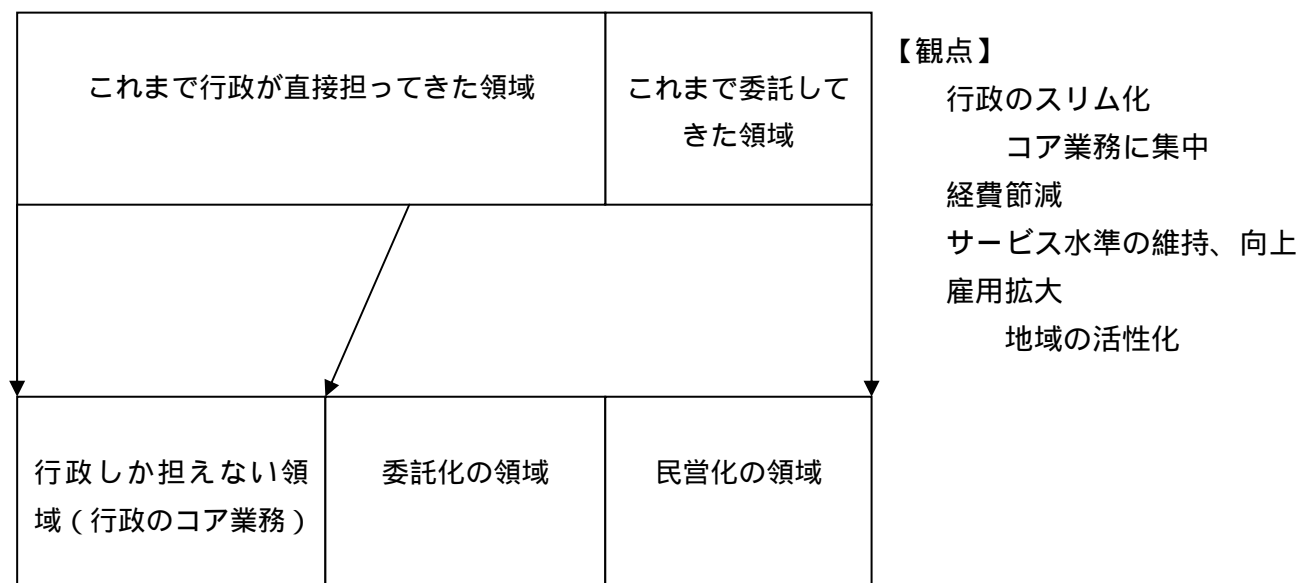 これまで行政が直接担ってきた領域
これまで委託して
きた領域
【観点】
行政のスリム化
コア業務に集中
経費節減
サービス水準の維持、向上
雇用拡大
地域の活性化
行政しか担えない領
域(行政のコア業務)
委託化の領域
民営化の領域